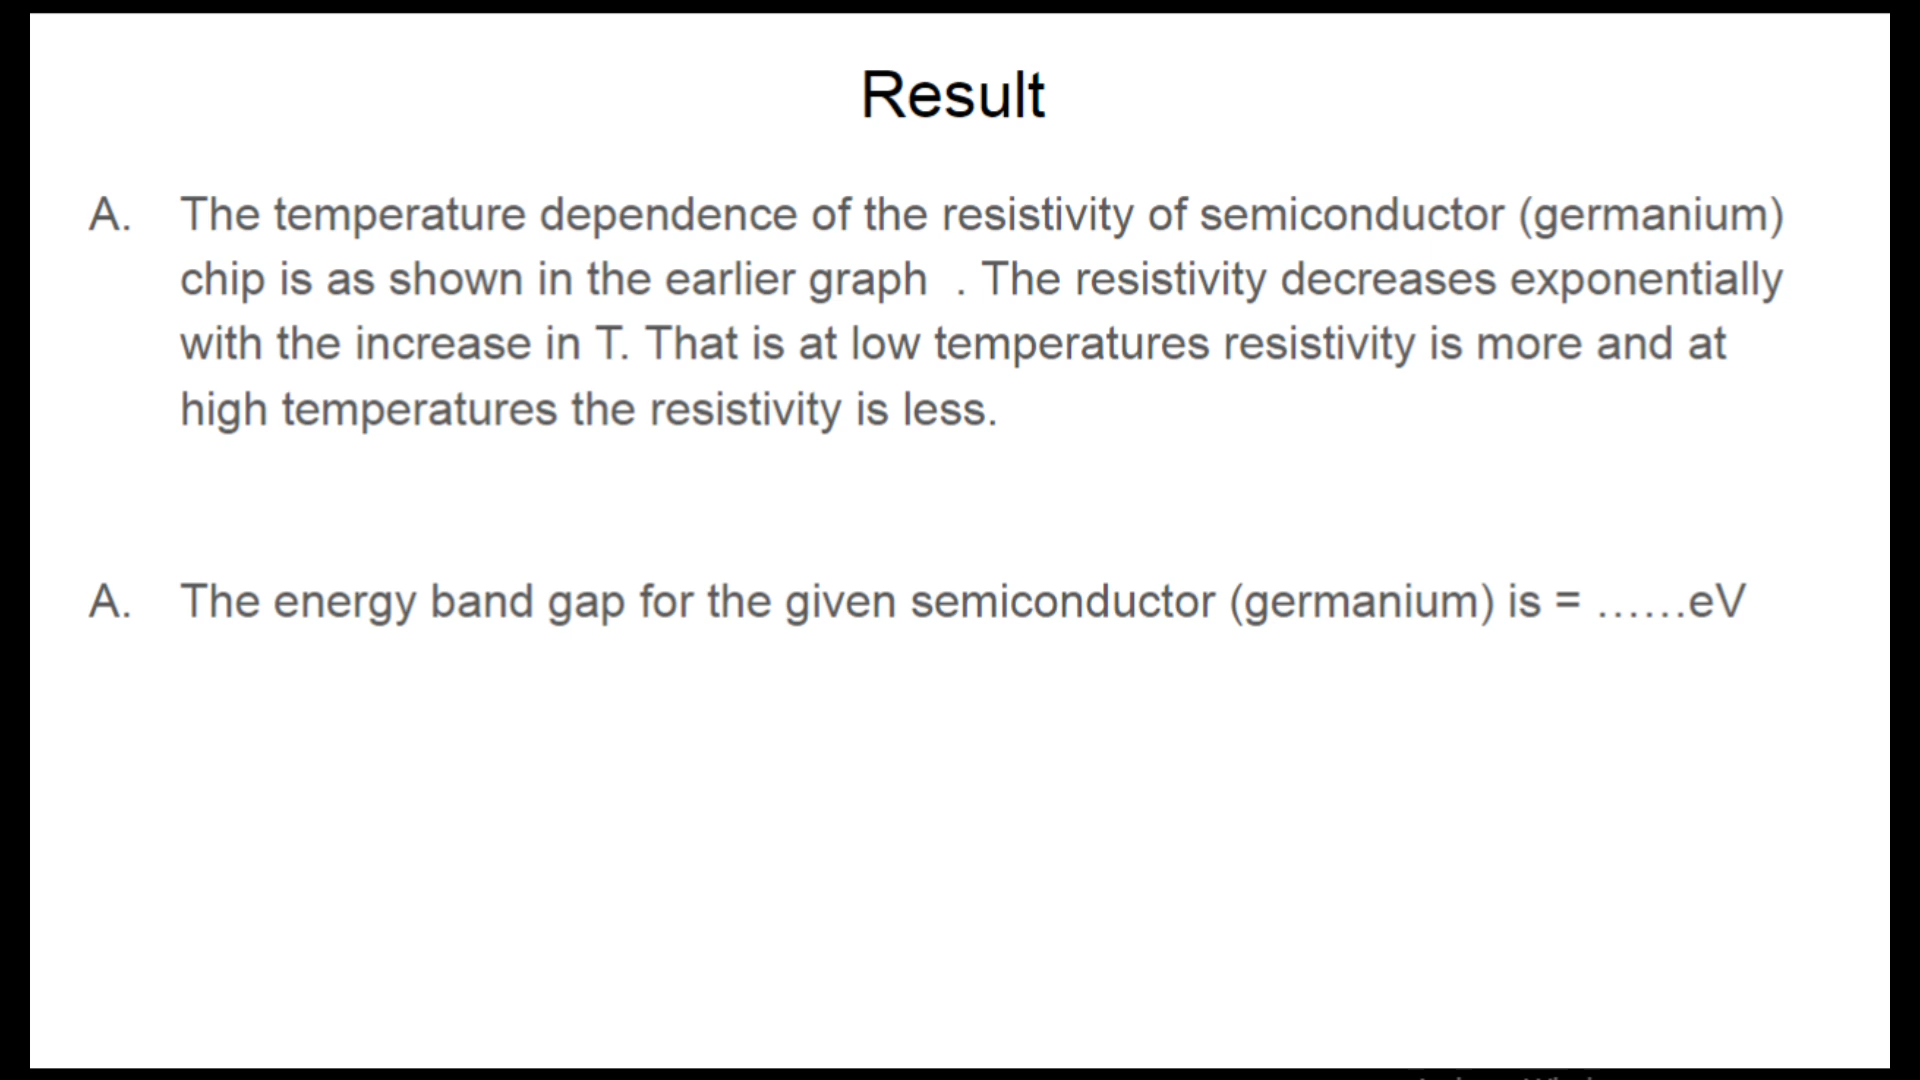 Result
A. The temperature dependence of the resistivity of semiconductor (germanium)
chip is as shown in the earlier graph . The resistivity decreases exponentially
with the increase in T. That is at low temperatures resistivity is more and at
high temperatures the resistivity is less.
A. The energy band gap for the given semiconductor (germanium) is = ......eV